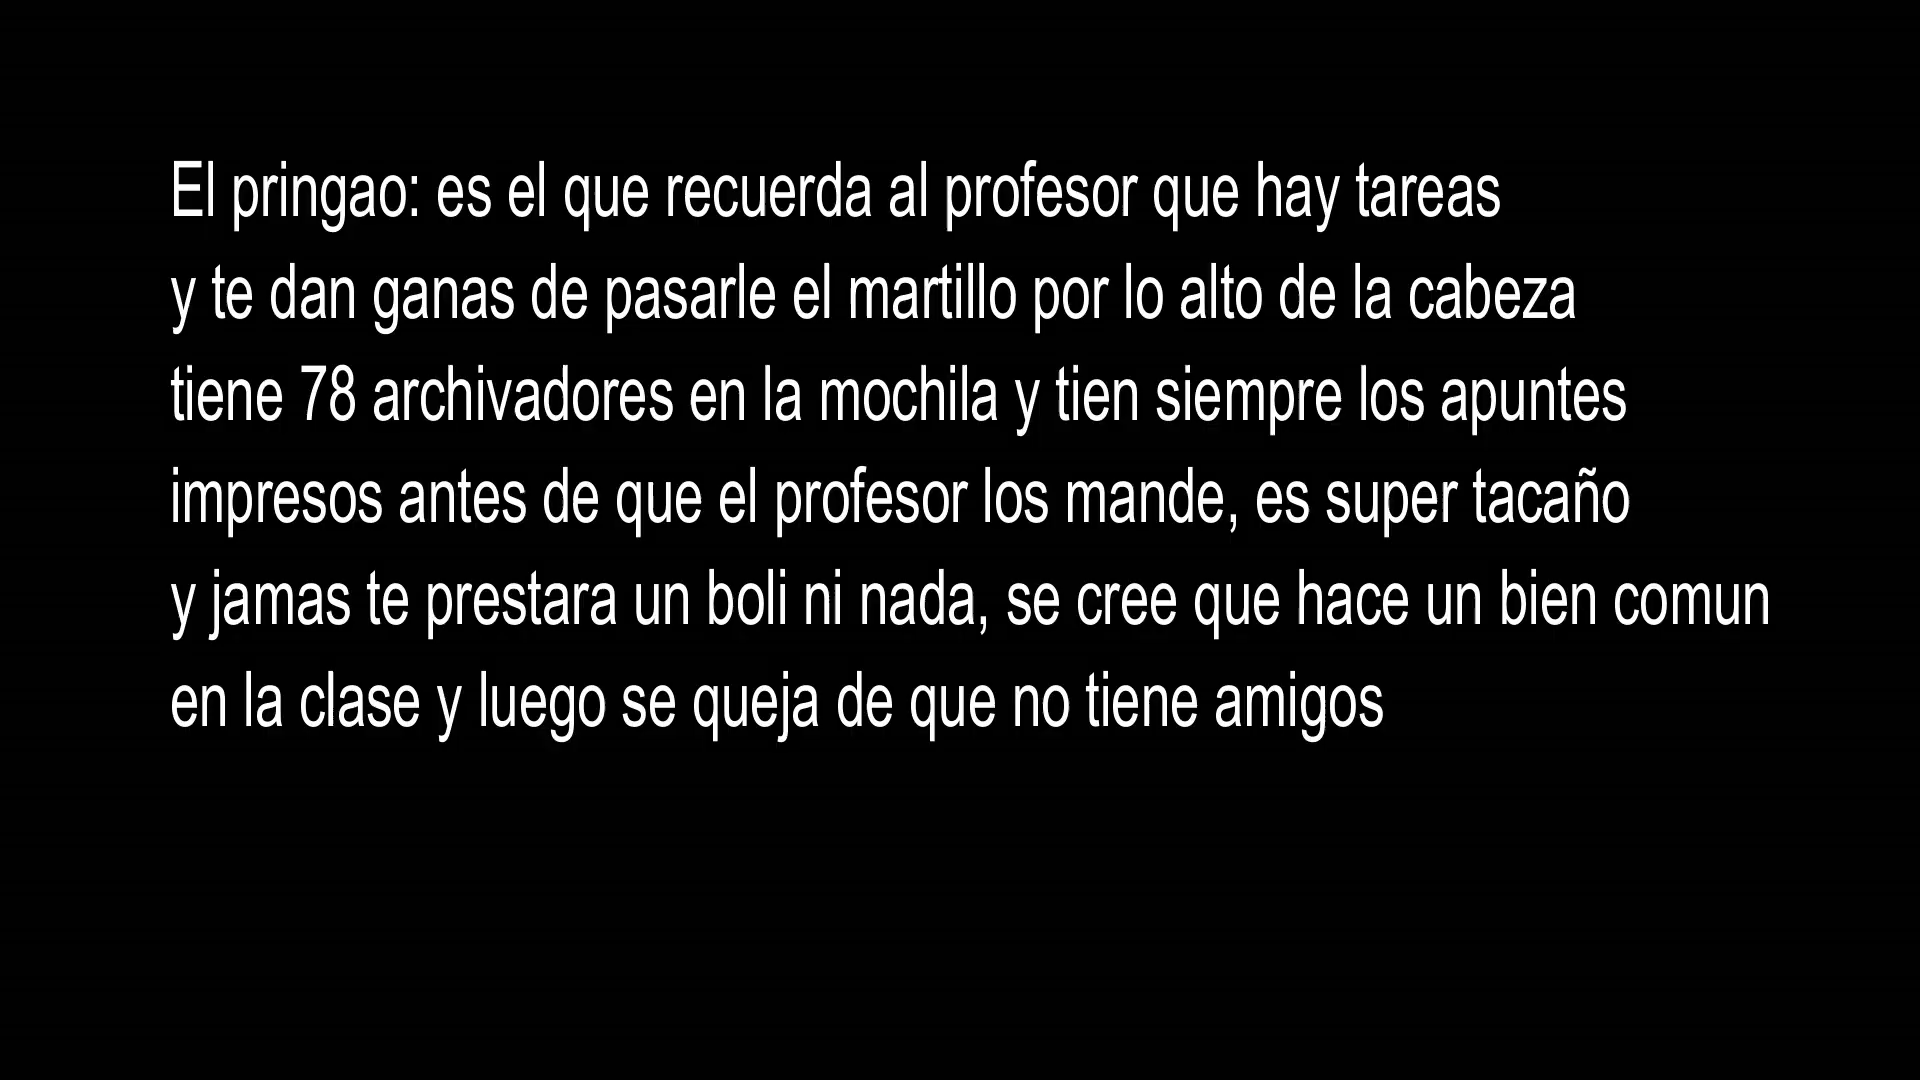 El pringao: es el que recuerda al profesor que hay tareas
y te dan ganas de pasarle el martillo por lo alto de la cabeza
tiene 78 archivadores en la mochila y tien siempre los apuntes
impresos antes de que el profesor los mande, es super tacaño
y jamas te prestara un boli ni nada, se cree que hace un bien comun
en la clase y luego se queja de que no tiene amigos